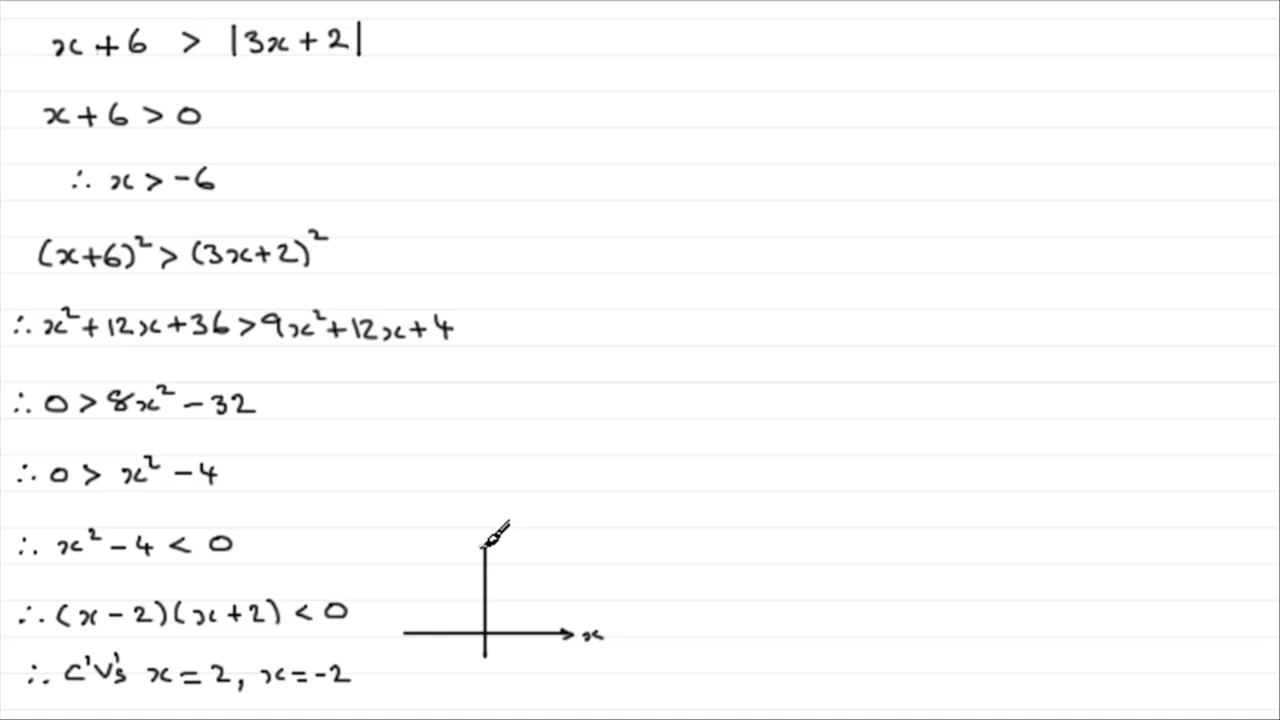 x + 6 > |3x + 2|
x + 6 > 0
∴ x > -6
(x+6)² > (3x+2)²
∴ x² + 12x + 36 > 9x² + 12x + 4
∴ 0 > 8x² - 32
∴ 0 > x² - 4
∴ x² - 4 < 0
∴ (x - 2)(x + 2) < 0
x
∴ C'V's x = 2, x = -2